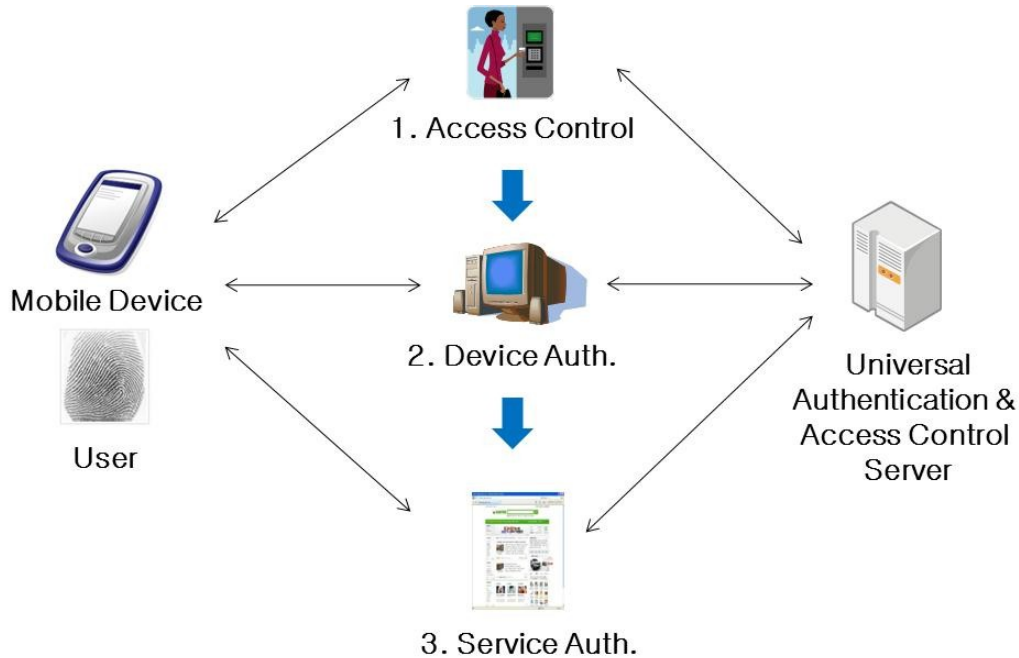 1. Access Control
Mobile Device
User
2. Device Auth.
3. Service Auth.
Universal
Authentication &
Access Control
Server